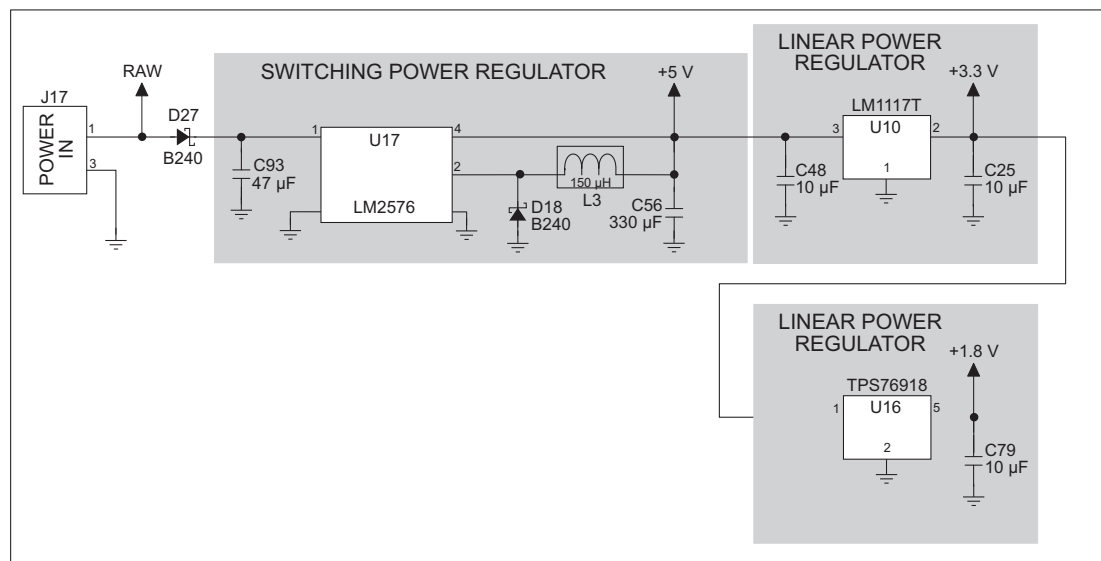 SWITCHING POWER REGULATOR
LINEAR POWER
REGULATOR
RAW
+5 V
+3.3 V
J17
POWER
IN
1
3
D27
B240
C93
47 µF
1
U17
4
2
LM2576
D18
B240
150 µH
L3
C56
330 µF
C48
10 µF
LM1117T
3
U10
2
1
C25
10 µF
LINEAR POWER
REGULATOR
+1.8 V
TPS76918
1
U16
5
2
C79
10 µF